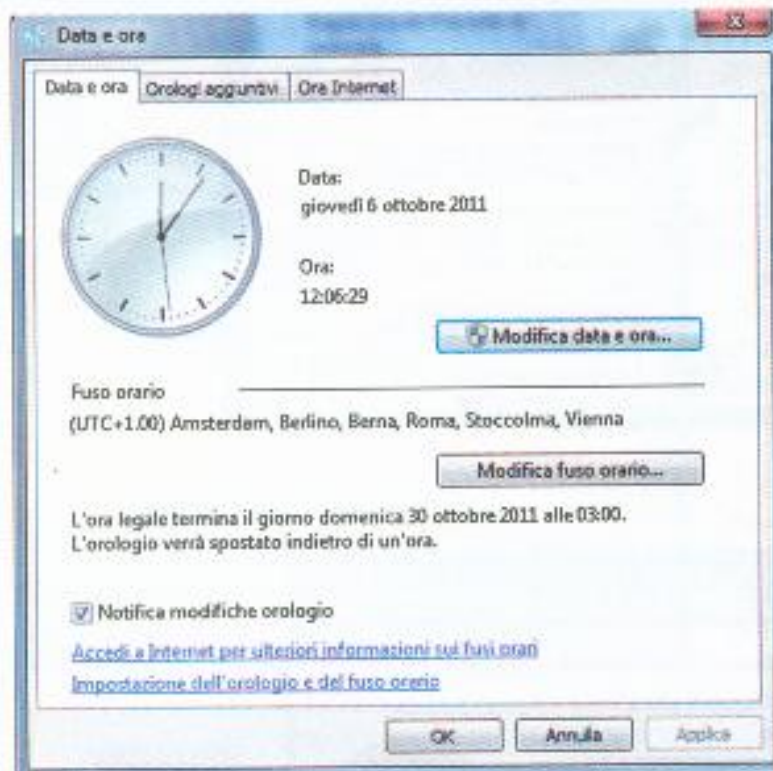 Data e ora
Data e ora
Orologi aggiuntivi
Ora Internet
Data:
giovedì 6 ottobre 2011
Ora:
12:06:29
Modifica data e ora...
Fuso orario
(UTC+1.00) Amsterdam, Berlino, Berna, Roma, Stoccolma, Vienna
Modifica fuso orario...
L'ora legale termina il giorno domenica 30 ottobre 2011 alle 03:00.
L'orologio verrà spostato indietro di un'ora.
Notifica modifiche orologio
Accedi a Internet per ulteriori informazioni sui fusi orari
Impostazione dell'orologio e del fuso orario
OK
Annulla
Applica